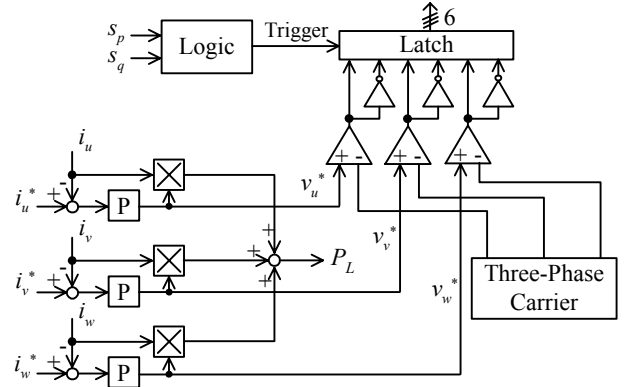 6
s_p
s_q
Logic
Trigger
Latch
i_u
+ -
+ -
+ -
-
+
i_u^*
P
v_u^*
+
i_v
-
+
i_v^*
P
+
+
P_L
v_v^*
Three-Phase
Carrier
i_w
v_w^*
-
+
i_w^*
P